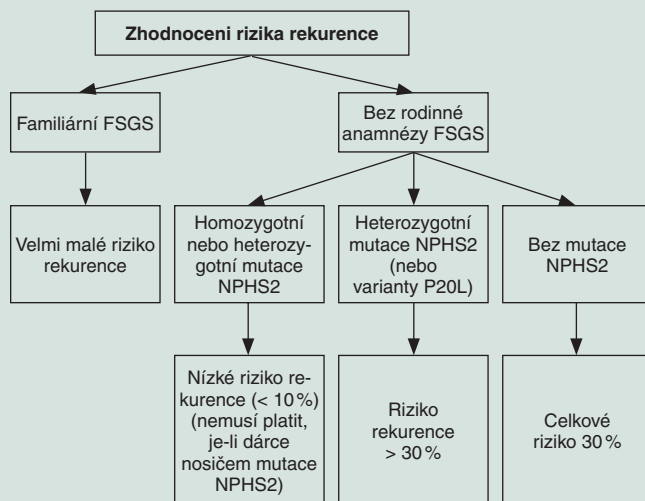 Zhodnoceni rizika rekurence
Familiární FSGS
Bez rodinné
anamnézy FSGS
Velmi malé riziko
rekurence
Homozygotní
nebo heterozy-
gotní mutace
NPHS2
Heterozygotní
mutace NPHS2
(nebo
varianty P20L)
Bez mutace
NPHS2
Nízké riziko re-
kurence (< 10 %)
(nemusí platit,
je-li dárce
nosičem mutace
NPHS2)
Riziko
rekurence
> 30 %
Celkové
riziko 30 %